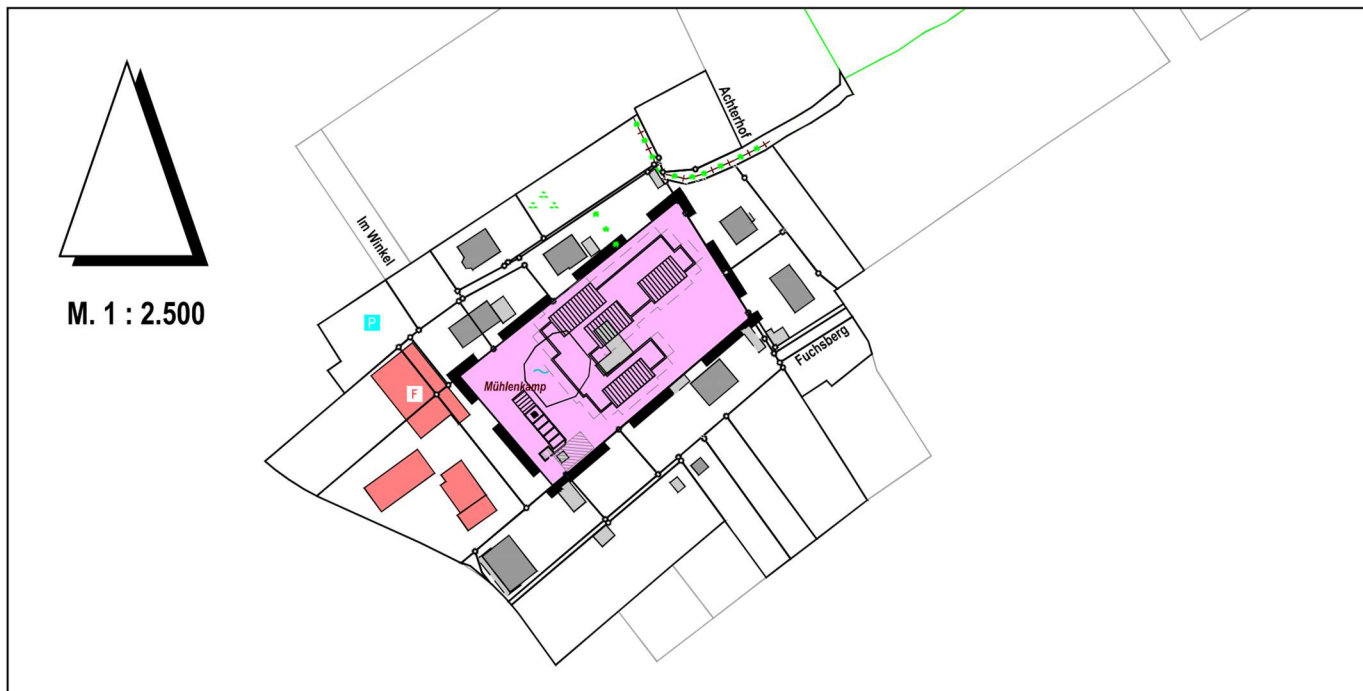 Achterhof
Im Winkel
M. 1 : 2.500
P
Fuchsberg
Mühlenkamp
F